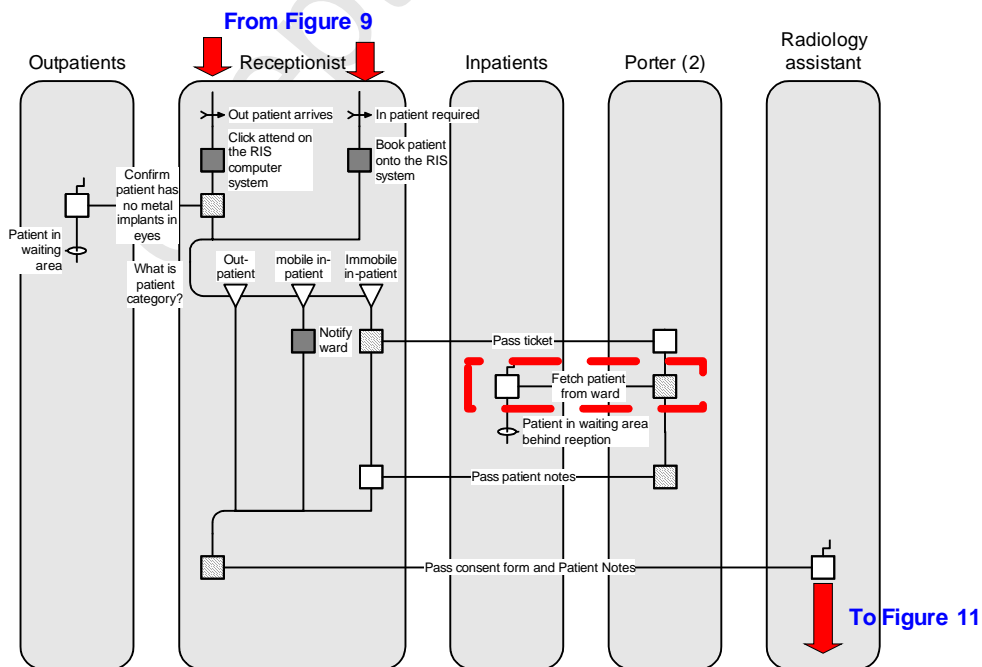 From Figure 9
Outpatients
Receptionist
Inpatients
Porter (2)
Radiology
assistant
Out patient arrives
In patient required
Click attend on
the RIS
computer
system
Book patient
onto the RIS
system
Confirm
patient has
no metal
implants in
eyes
Patient in
waiting
area
What is
patient
category?
Out-
patient
mobile in-
patient
Immobile
in-patient
Notify
ward
Pass ticket
Fetch patient
from ward
Patient in waiting area
behind reeption
Pass patient notes
Pass consent form and Patient Notes
To Figure 11